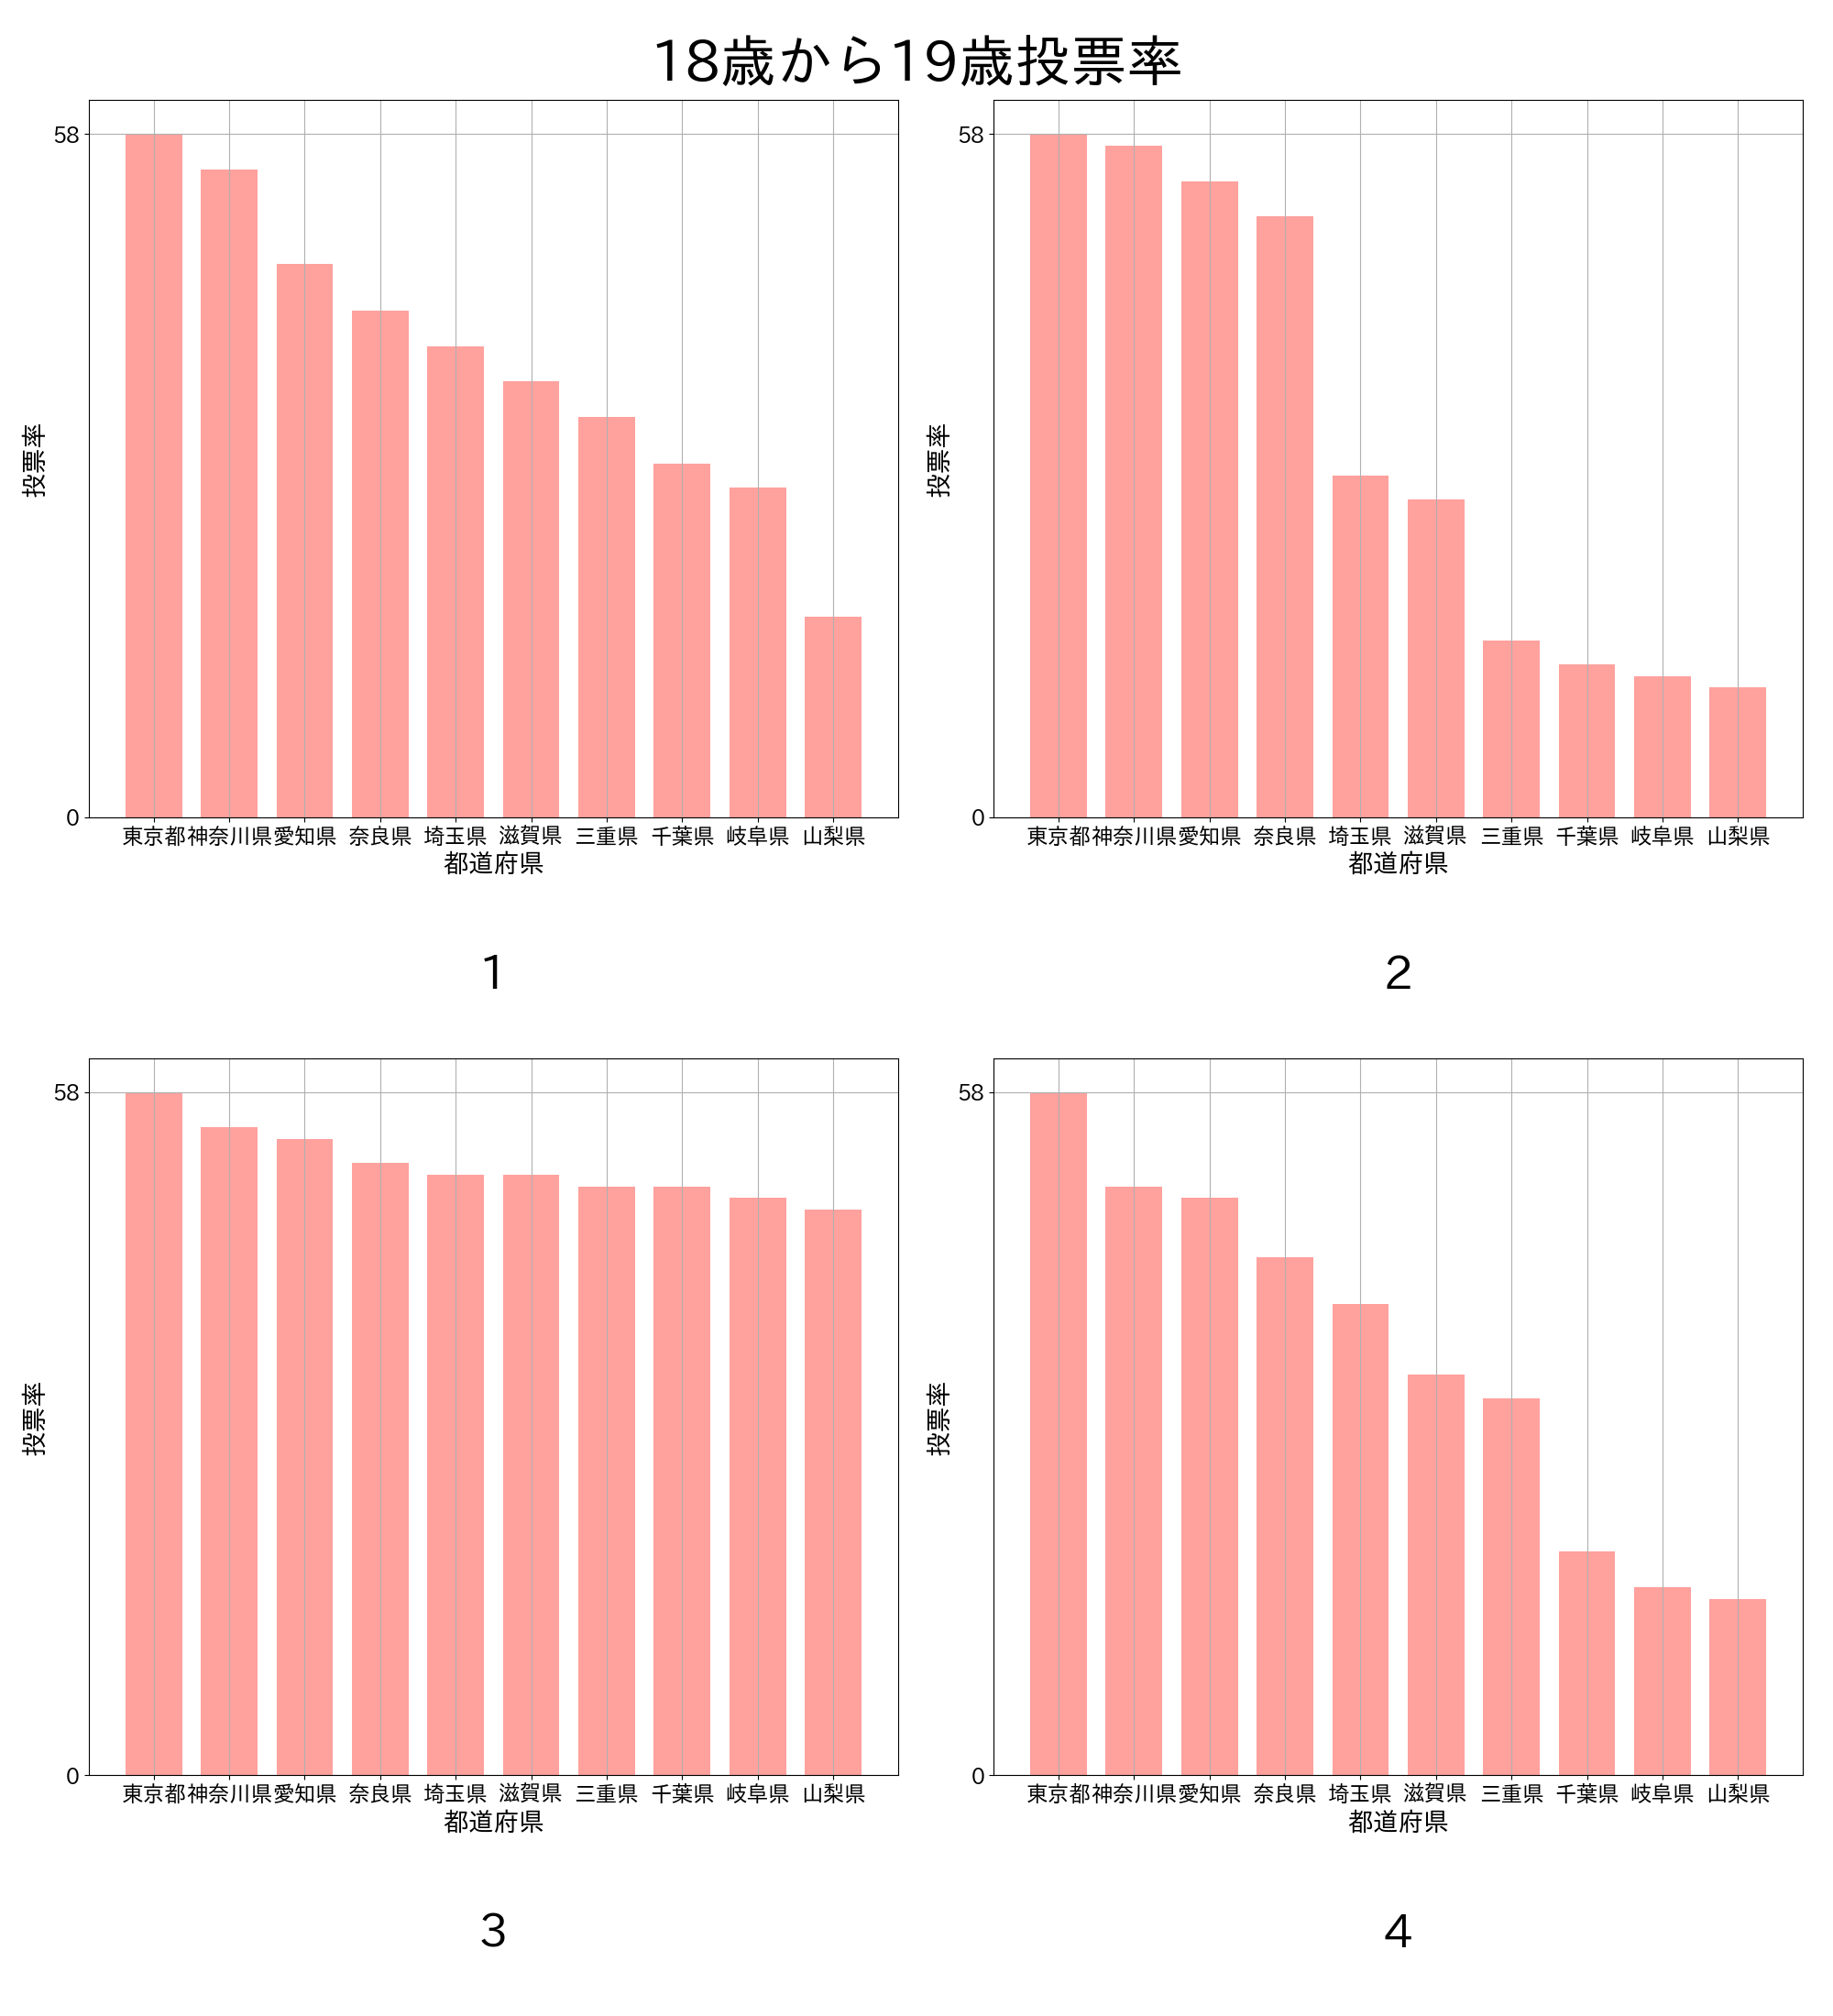 18歳から19歳投票率
58
0
投票率
東京都 神奈川県 愛知県 奈良県 埼玉県 滋賀県 三重県 千葉県 岐阜県 山梨県
都道府県
1
58
0
投票率
東京都 神奈川県 愛知県 奈良県 埼玉県 滋賀県 三重県 千葉県 岐阜県 山梨県
都道府県
2
58
0
投票率
東京都 神奈川県 愛知県 奈良県 埼玉県 滋賀県 三重県 千葉県 岐阜県 山梨県
都道府県
3
58
0
投票率
東京都 神奈川県 愛知県 奈良県 埼玉県 滋賀県 三重県 千葉県 岐阜県 山梨県
都道府県
4